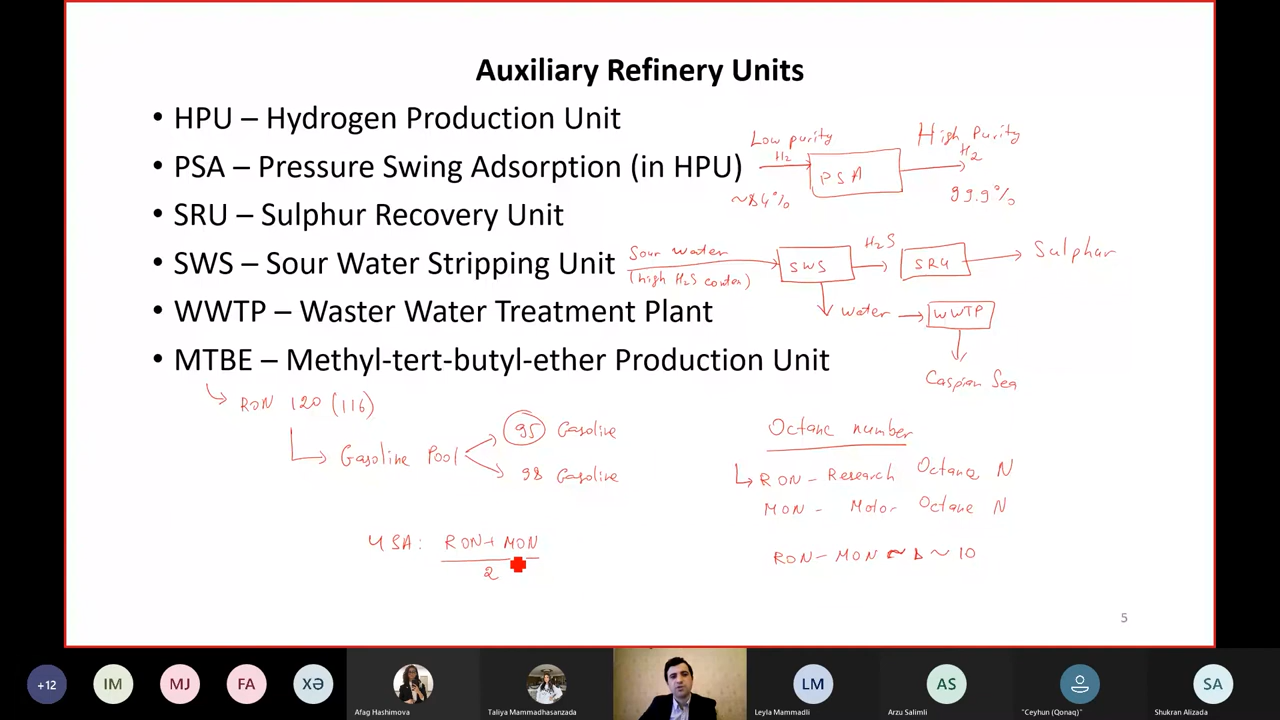 Auxiliary Refinery Units
• HPU – Hydrogen Production Unit
• PSA – Pressure Swing Adsorption (in HPU)
• SRU – Sulphur Recovery Unit
• SWS – Sour Water Stripping Unit
• WWTP – Waster Water Treatment Plant
• MTBE – Methyl-tert-butyl-ether Production Unit
Low purity
H2
~84%
PSA
High Purity
H2
99.9%
Sour water
(high H2S conten)
SWS
H2S
SRU
Sulphur
water
WWTP
Caspian Sea
RON 120 (116)
Gasoline Pool
95 Gasoline
98 Gasoline
USA: RON+MON
2
Octane number
RON – Research Octane N
MON – Motor Octane N
RON – MON ~ ~ 10
5
+12
IM
MJ
FA
XƏ
Afag Hashimova
Taliya Mammadhasanzada
LM
Leyla Mammadli
AS
Arzu Salimli
"Ceyhun (Qonaq)"
SA
Shukran Alizada